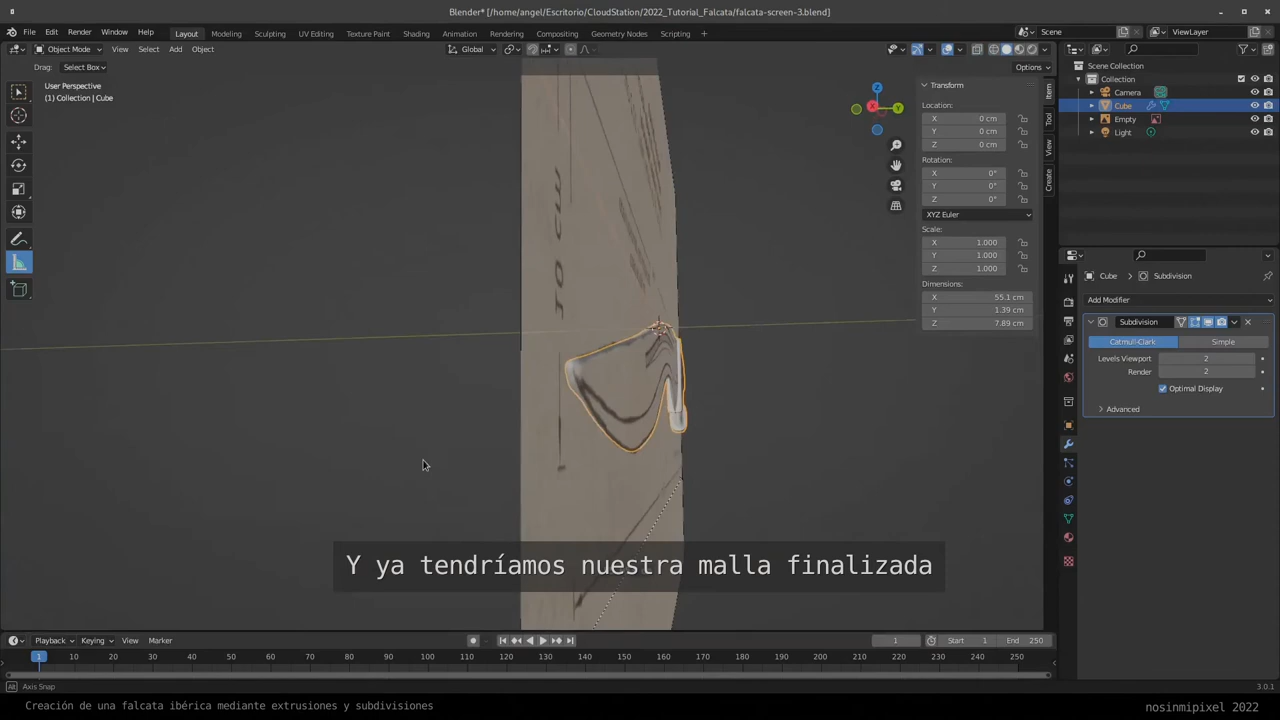 Blender* [/home/angel/Escritorio/CloudStation/2022_Tutorial_Falcata/falcata-screen-3.blend]
File Edit Render Window Help Layout Modeling Sculpting UV Editing Texture Paint Shading Animation Rendering Compositing Geometry Nodes Scripting Scene ViewLayer
Object Mode View Select Add Object Global
Drag: Select Box Options
User Perspective
(1) Collection | Cube
X
Y
Z
Item
Tool
View
Create
Transform
Location:
X 0 cm
Y 0 cm
Z 0 cm
Rotation:
X 0°
Y 0°
Z 0°
XYZ Euler
Scale:
X 1.000
Y 1.000
Z 1.000
Dimensions:
X 55.1 cm
Y 1.39 cm
Z 7.89 cm
Scene Collection
Collection
Camera
Cube
Empty
Light
Cube Subdivision
Add Modifier
Subdivision
Catmull-Clark Simple
Levels Viewport 2
Render 2
Optimal Display
Advanced
Y ya tendríamos nuestra malla finalizada
Playback Keying View Marker 1 Start 1 End 250
1 10 20 30 40 50 60 70 80 90 100 110 120 130 140 150 160 170 180 190 200 210 220 230 240 250
Alt Axis Snap 3.0.1
Creación de una falcata ibérica mediante extrusiones y subdivisiones nosinmipixel 2022